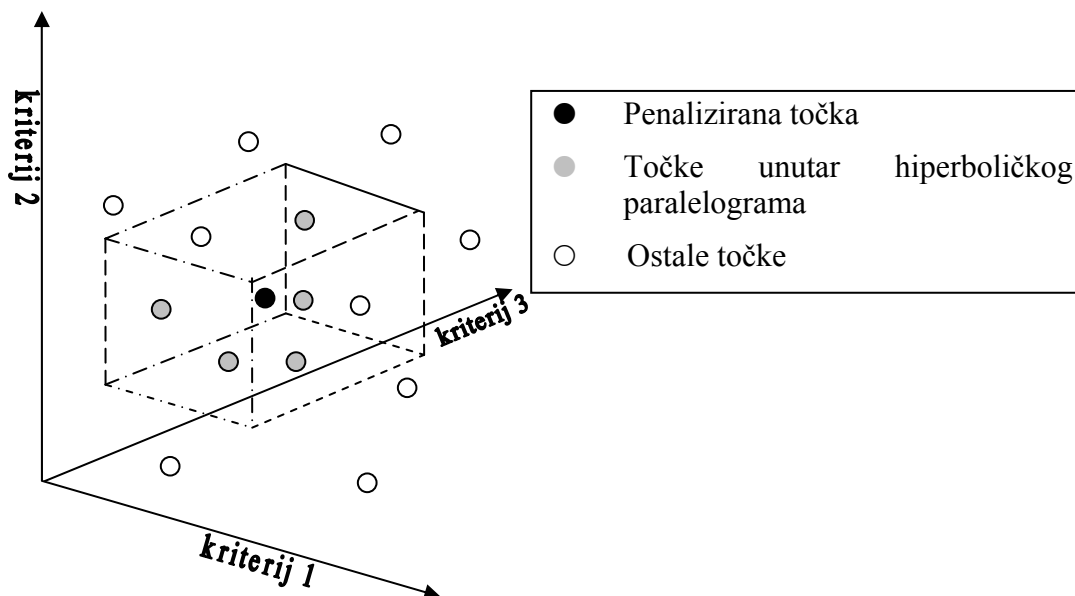 kriterij 2
Penalizirana točka
Točke unutar hiperboličkog
paralelograma
Ostale točke
kriterij 3
kriterij 1